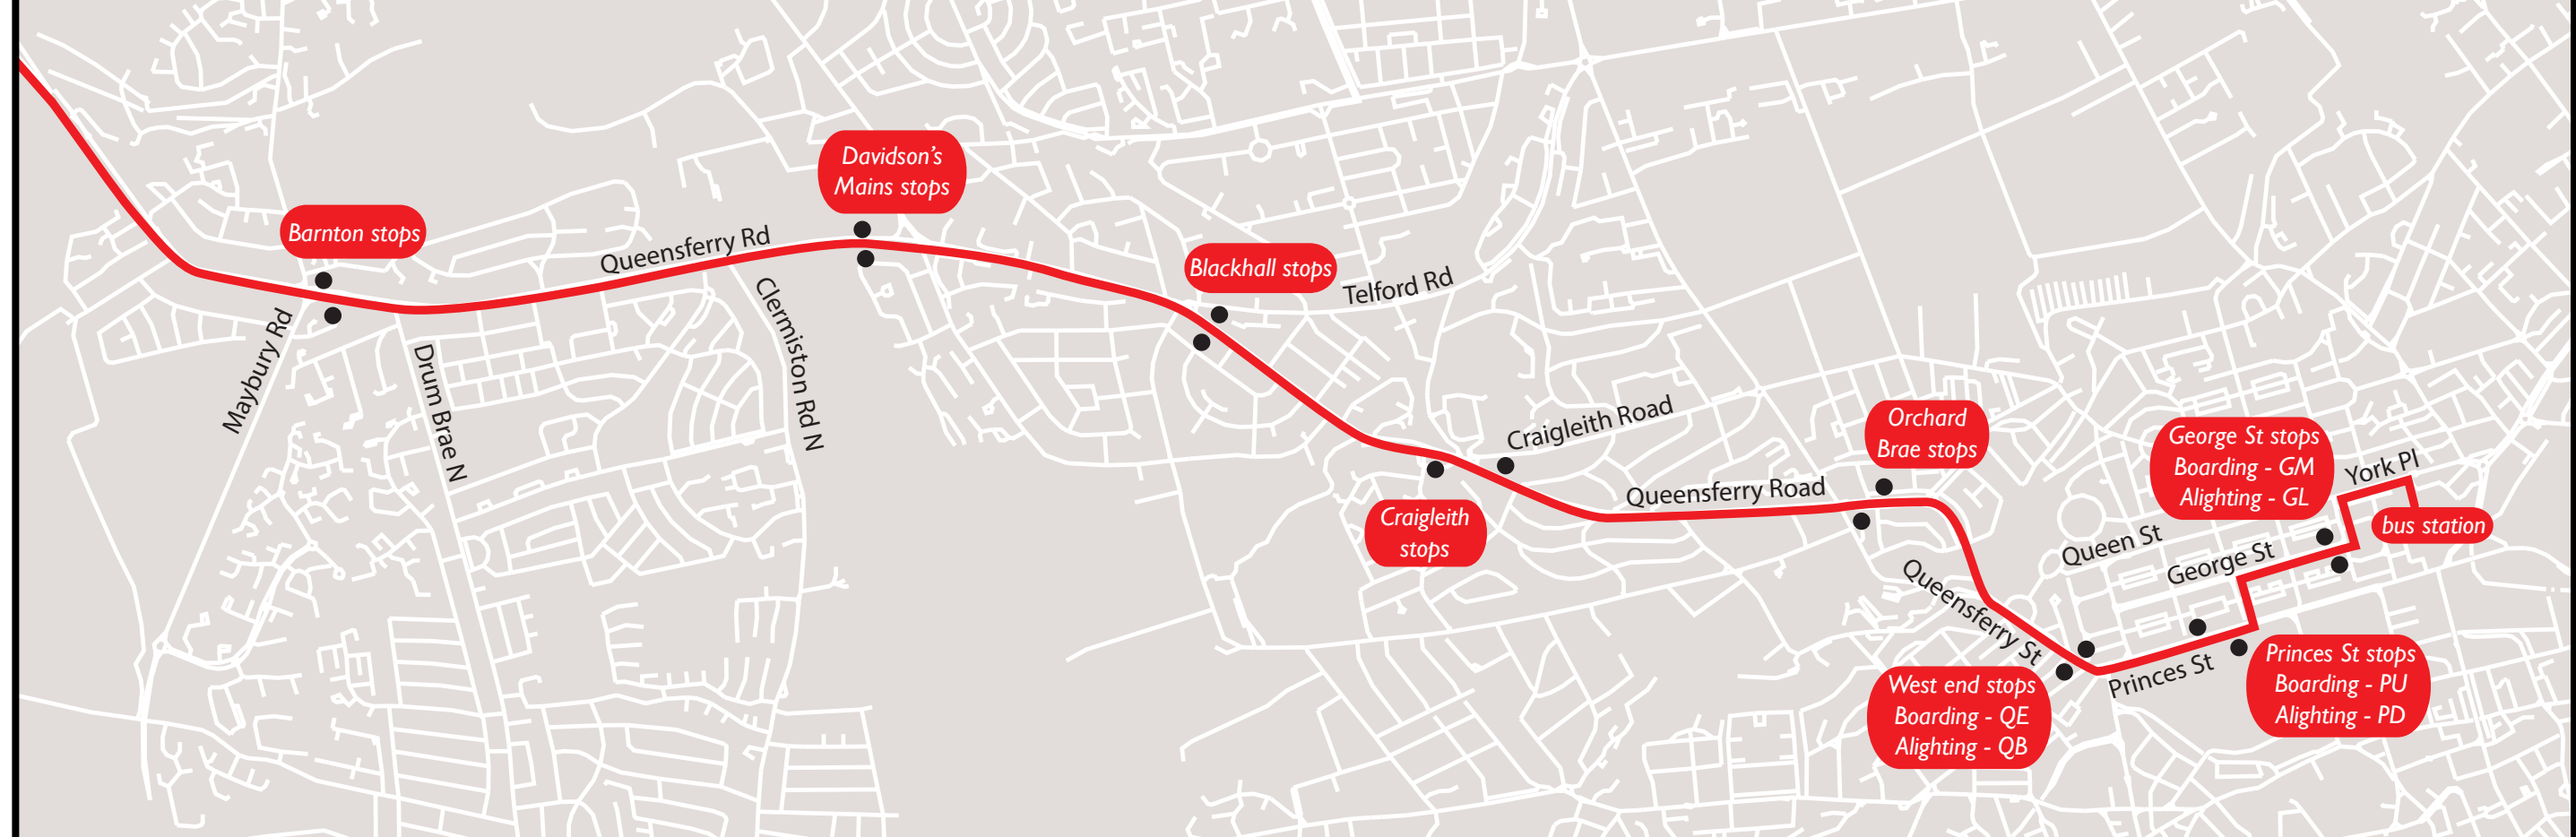 Davidson's
Mains stops
Barnton stops
Queensferry Rd
Blackhall stops
Telford Rd
Maybury Rd
Drum Brae N
Clermiston Rd N
Craigleith Road
Craigleith
stops
Queensferry Road
Orchard
Brae stops
George St stops
Boarding - GM
Alighting - GL
York Pl
bus station
Queen St
George St
Queensferry St
Princes St
West end stops
Boarding - QE
Alighting - QB
Princes St stops
Boarding - PU
Alighting - PD